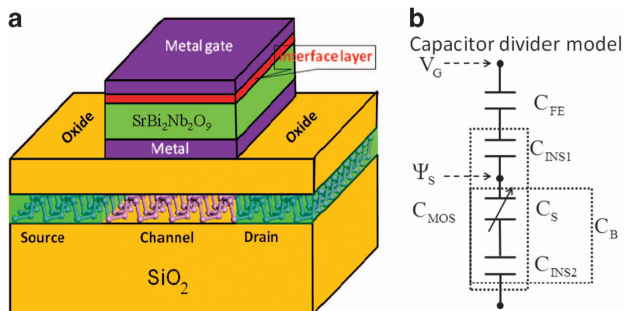 a
Metal gate
Interface layer
SrBi₂Nb₂O₉
Oxide
Oxide
Metal
Source
Channel
Drain
SiO₂
b
Capacitor divider model
V_G
C_FE
C_INS1
Ψ_S
C_MOS
C_S
C_B
C_INS2